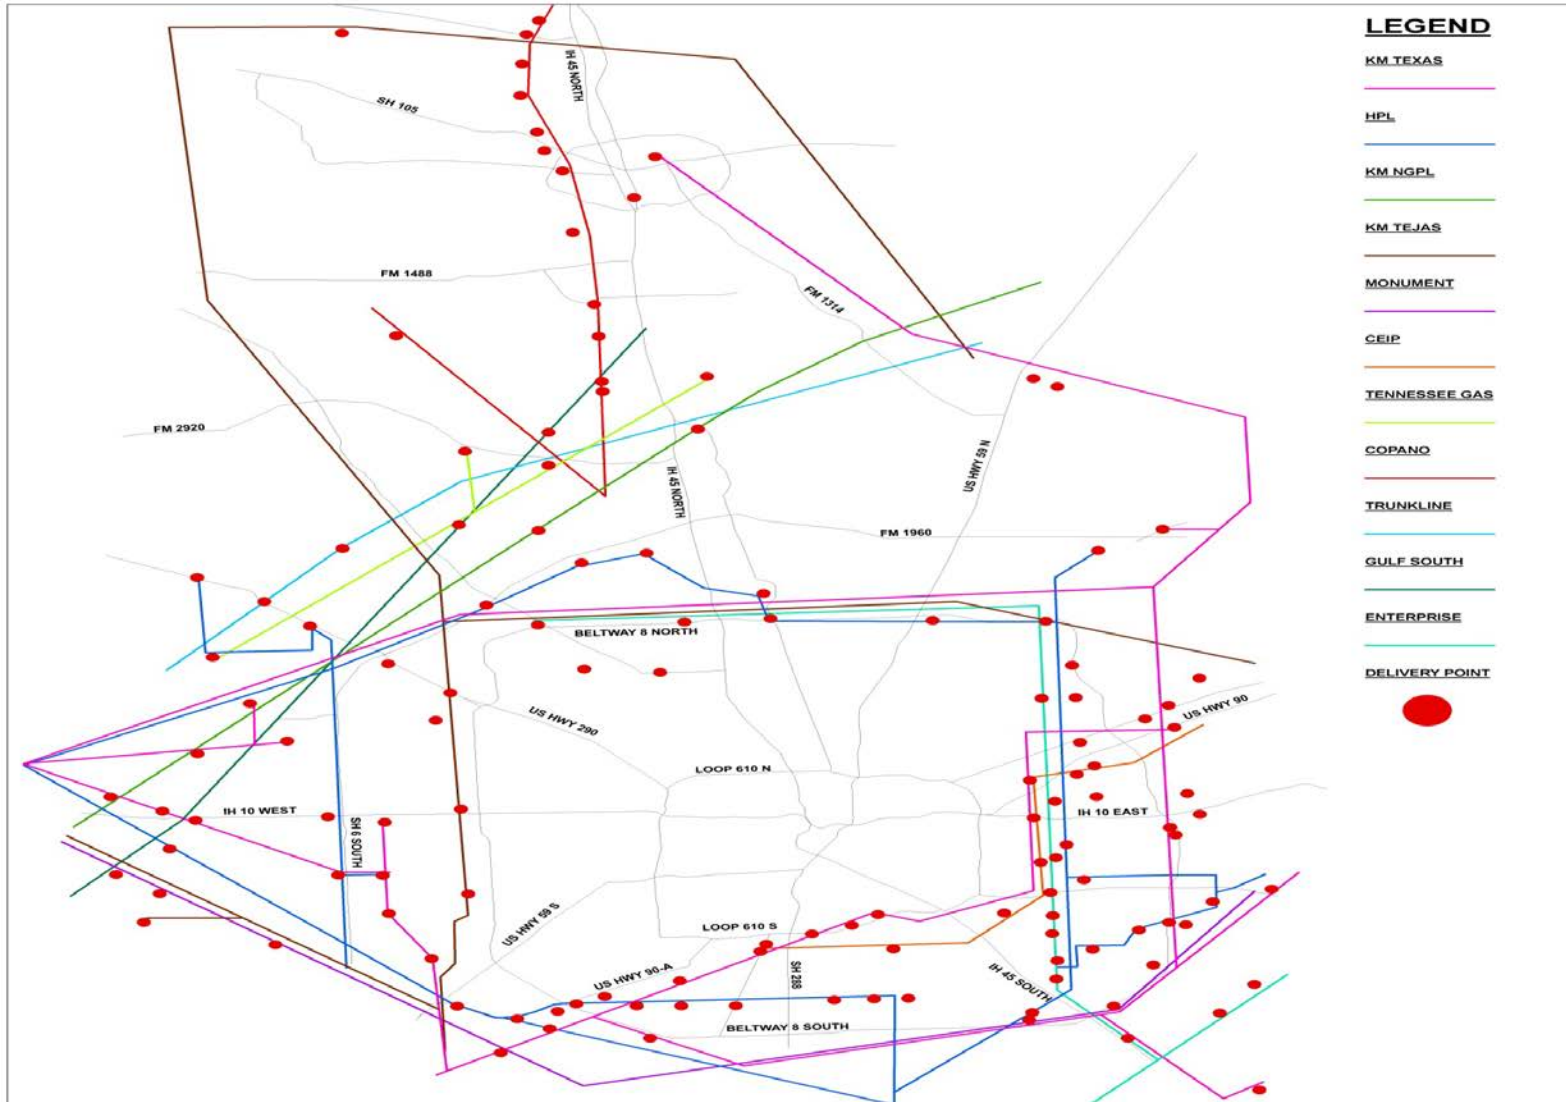 LEGEND
KM TEXAS
HPL
KM NGPL
KM TEJAS
MONUMENT
CEIP
TENNESSEE GAS
COPANO
TRUNKLINE
GULF SOUTH
ENTERPRISE
DELIVERY POINT
IH 45 NORTH
SH 105
FM 1488
FM 1314
FM 2920
IH 45 NORTH
US HWY 59 N
FM 1960
BELTWAY 8 NORTH
US HWY 290
US HWY 90
LOOP 610 N
IH 10 WEST
IH 10 EAST
SH 6 SOUTH
US HWY 59 S
LOOP 610 S
US HWY 90-A
SH 288
IH 45 SOUTH
BELTWAY 8 SOUTH